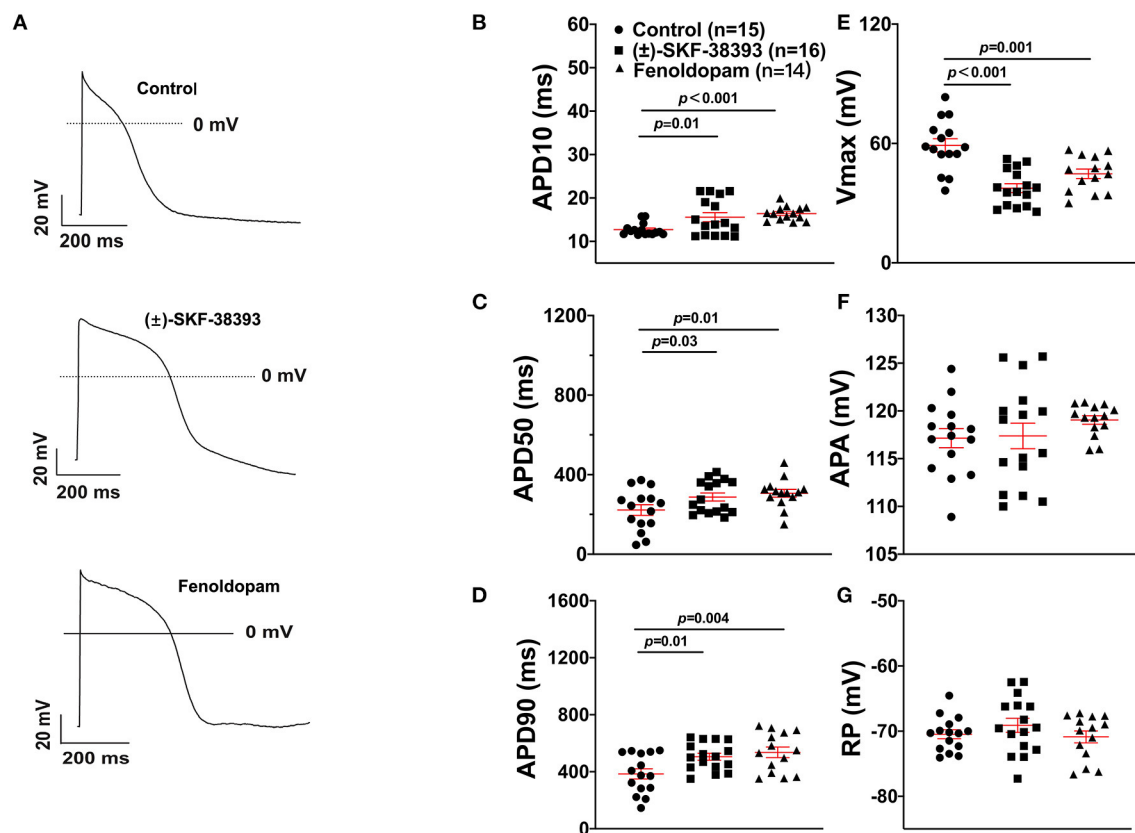 A
Control
0 mV
20 mV
200 ms
(±)-SKF-38393
0 mV
20 mV
200 ms
Fenoldopam
0 mV
20 mV
200 ms
B
APD10 (ms)
60
50
40
30
20
10
Control (n=15)
(±)-SKF-38393 (n=16)
Fenoldopam (n=14)
p<0.001
p=0.01
C
APD50 (ms)
1200
800
400
0
p=0.01
p=0.03
D
APD90 (ms)
1600
1200
800
400
0
p=0.004
p=0.01
E
Vmax (mV)
120
60
0
p=0.001
p<0.001
F
APA (mV)
130
125
120
115
110
105
G
RP (mV)
-50
-60
-70
-80